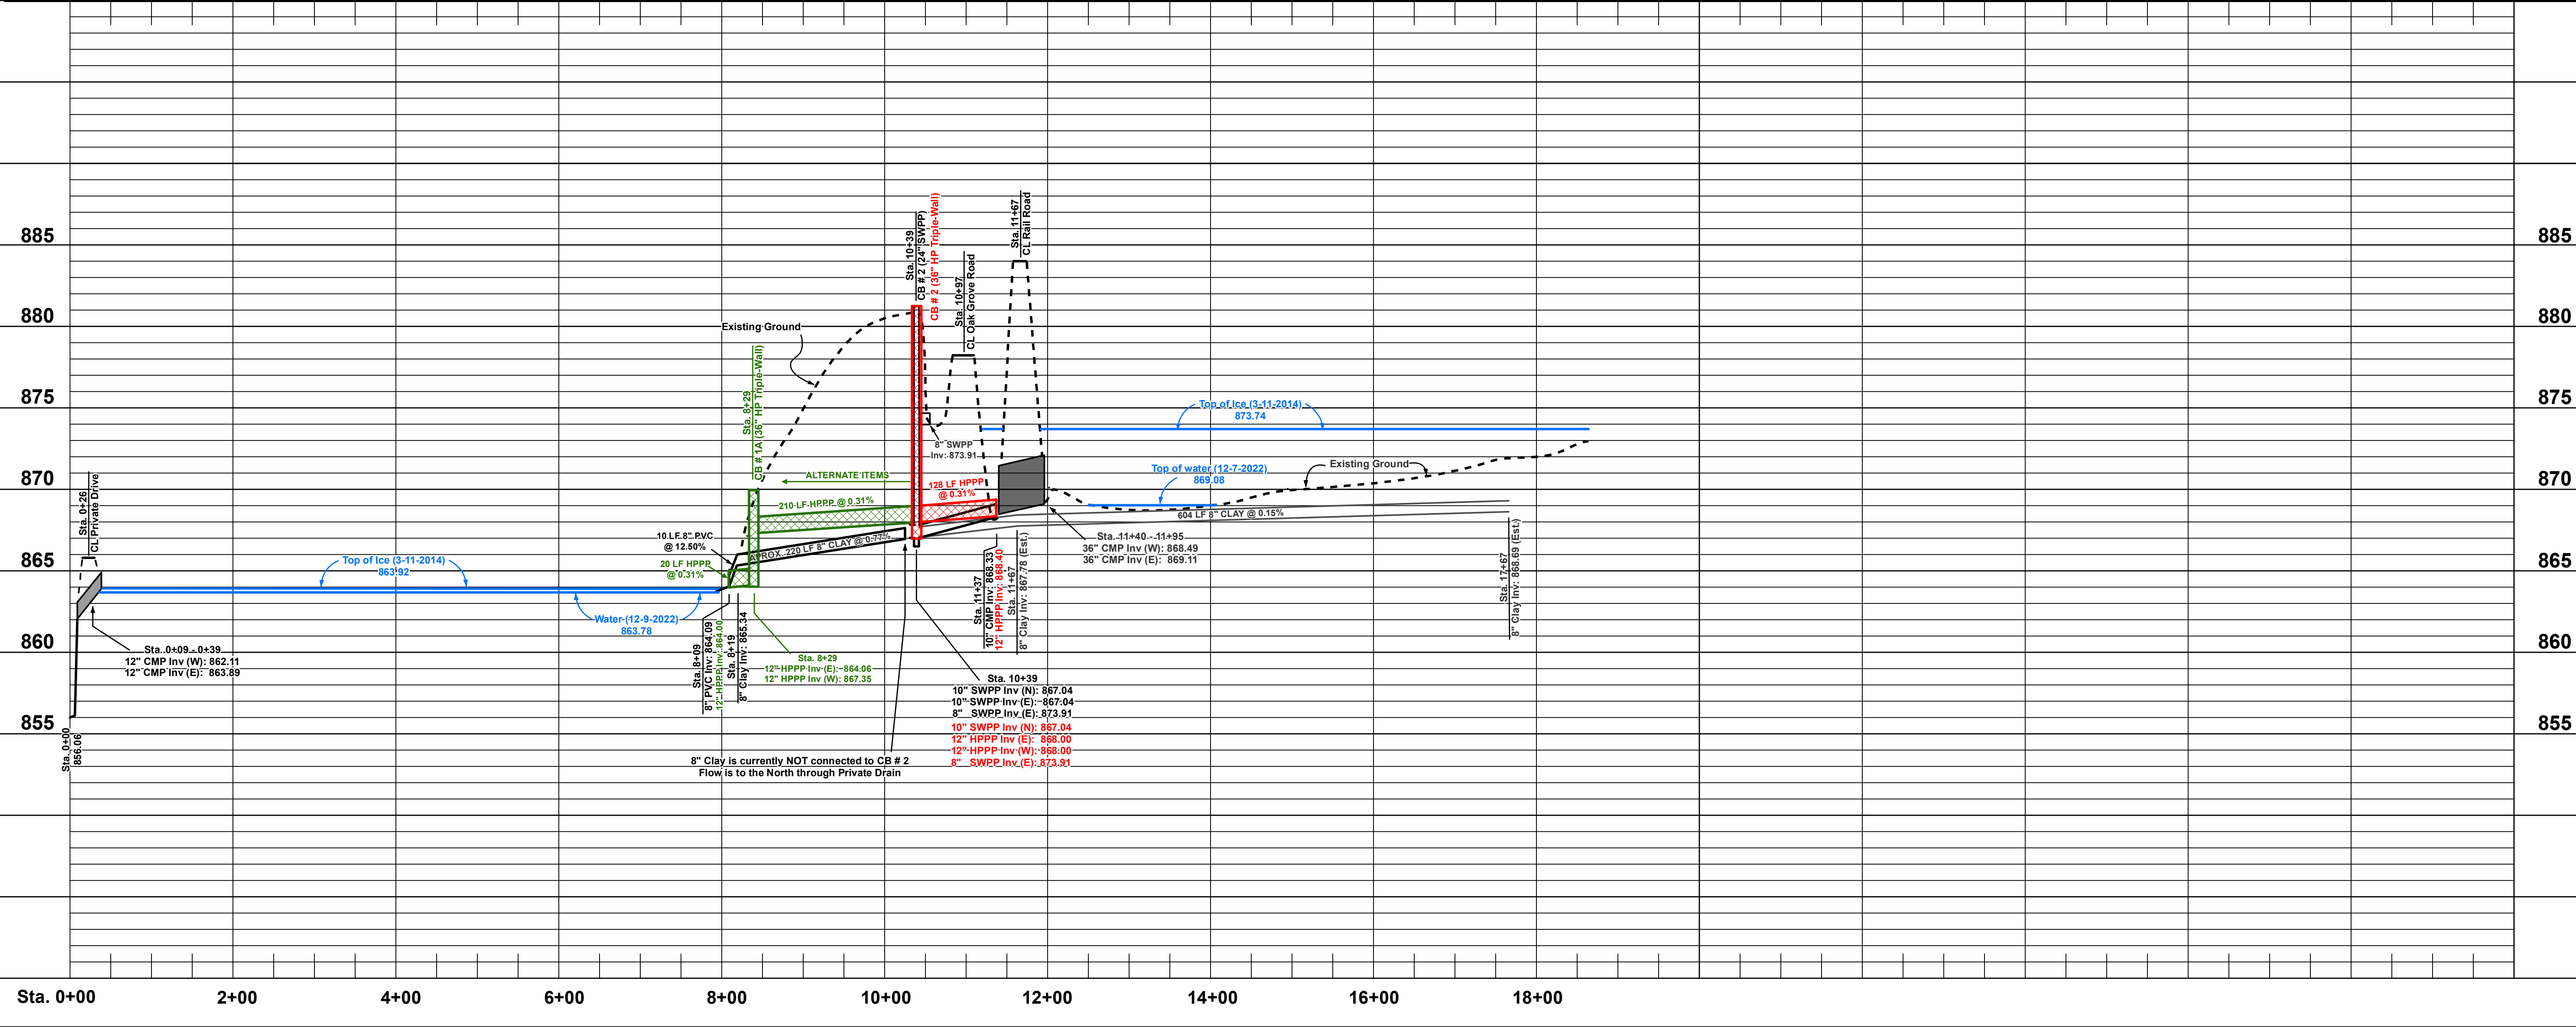 885
880
875
870
865
860
855
885
880
875
870
865
860
855
Sta. 0+26
CL Private Drive
Top of Ice (3-11-2014)
863.92
Water (12-9-2022)
863.78
Sta. 0+09 - 0+39
12" CMP Inv (W): 862.11
12" CMP Inv (E): 863.89
Sta. 0+00
856.06
Existing Ground
Sta. 8+29
CB # 1A (36" HP Triple-Wall)
ALTERNATE ITEMS
210 LF HPPP @ 0.31%
10 LF 8" PVC
@ 12.50%
APROX. 220 LF 8" CLAY @ 0.77%
20 LF HPPP
@ 0.31%
Sta. 8+09
8" PVC Inv: 864.09
12" HPPP Inv: 864.00
Sta. 8+19
8" Clay Inv: 865.34
Sta. 8+29
12" HPPP Inv (E): 864.06
12" HPPP Inv (W): 867.35
8" Clay is currently NOT connected to CB # 2
Flow is to the North through Private Drain
Sta. 10+39
CB # 2 (24" SWPP)
CB # 2 (36" HP Triple-Wall)
Sta. 10+97
CL Oak Grove Road
Sta. 11+67
CL Rail Road
8" SWPP
Inv: 873.91
128 LF HPPP
@ 0.31%
Sta. 10+39
10" SWPP Inv (N): 867.04
10" SWPP Inv (E): 867.04
8" SWPP Inv (E): 873.91
10" SWPP Inv (N): 867.04
12" HPPP Inv (E): 868.00
12" HPPP Inv (W): 868.00
8" SWPP Inv (E): 873.91
Sta. 11+37
10" CMP Inv: 868.33
12" HPPP Inv: 868.40
Sta. 11+67
8" Clay Inv: 867.78 (Est.)
Sta. 11+40 - 11+95
36" CMP Inv (W): 868.49
36" CMP Inv (E): 869.11
Top of Ice (3-11-2014)
873.74
Top of water (12-7-2022)
869.08
Existing Ground
604 LF 8" CLAY @ 0.15%
Sta. 17+67
8" Clay Inv: 868.69 (Est.)
Sta. 0+00
2+00
4+00
6+00
8+00
10+00
12+00
14+00
16+00
18+00